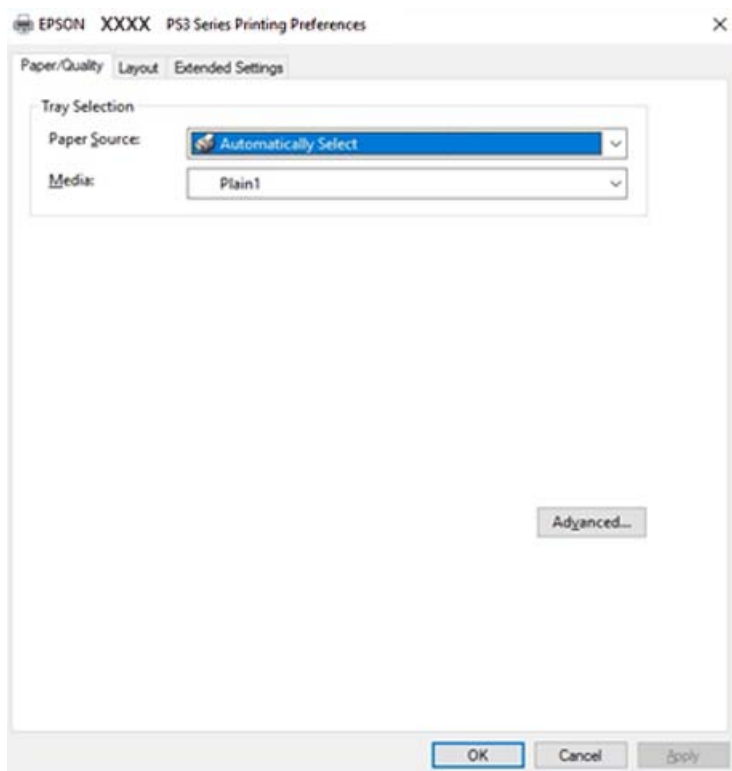 EPSON XXXX PS3 Series Printing Preferences
Paper/Quality Layout Extended Settings
Tray Selection
Paper Source: Automatically Select
Media: Plain1
Advanced...
OK Cancel Apply